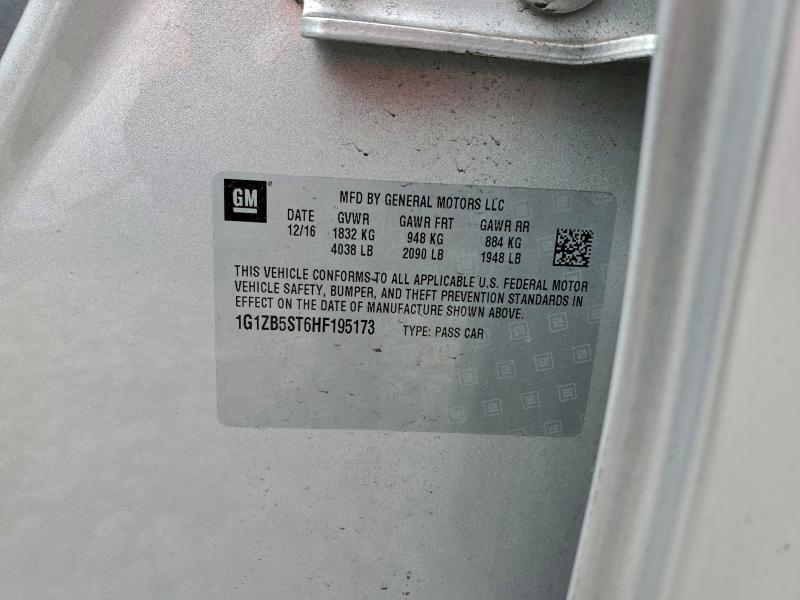 GM
MFD BY GENERAL MOTORS LLC
DATE GVWR GAWR FRT GAWR RR
12/16 1832 KG 948 KG 884 KG
4038 LB 2090 LB 1948 LB
THIS VEHICLE CONFORMS TO ALL APPLICABLE U.S. FEDERAL MOTOR
VEHICLE SAFETY, BUMPER, AND THEFT PREVENTION STANDARDS IN
EFFECT ON THE DATE OF MANUFACTURE SHOWN ABOVE.
1G1ZB5ST6HF195173 TYPE: PASS CAR